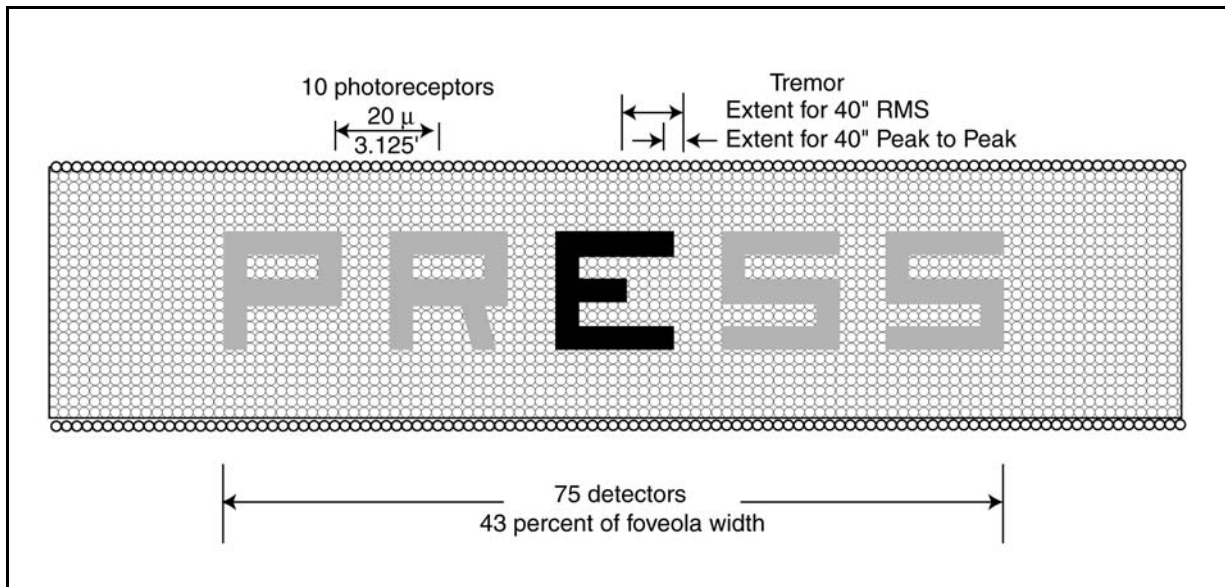 10 photoreceptors
20 μ
3.125'
Tremor
Extent for 40" RMS
Extent for 40" Peak to Peak
PRESS
75 detectors
43 percent of foveola width